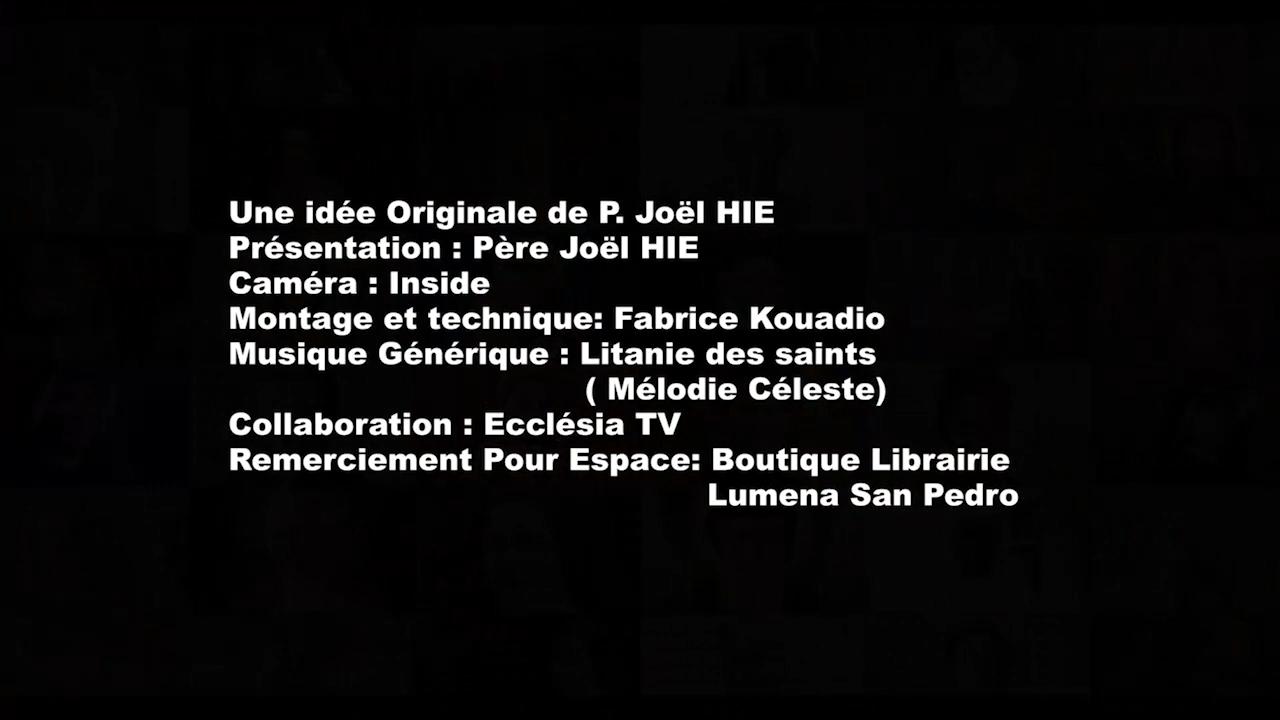 Une idée Originale de P. Joël HIE
Présentation : Père Joël HIE
Caméra : Inside
Montage et technique: Fabrice Kouadio
Musique Générique : Litanie des saints
( Mélodie Céleste)
Collaboration : Ecclésia TV
Remerciement Pour Espace: Boutique Librairie
Lumena San Pedro